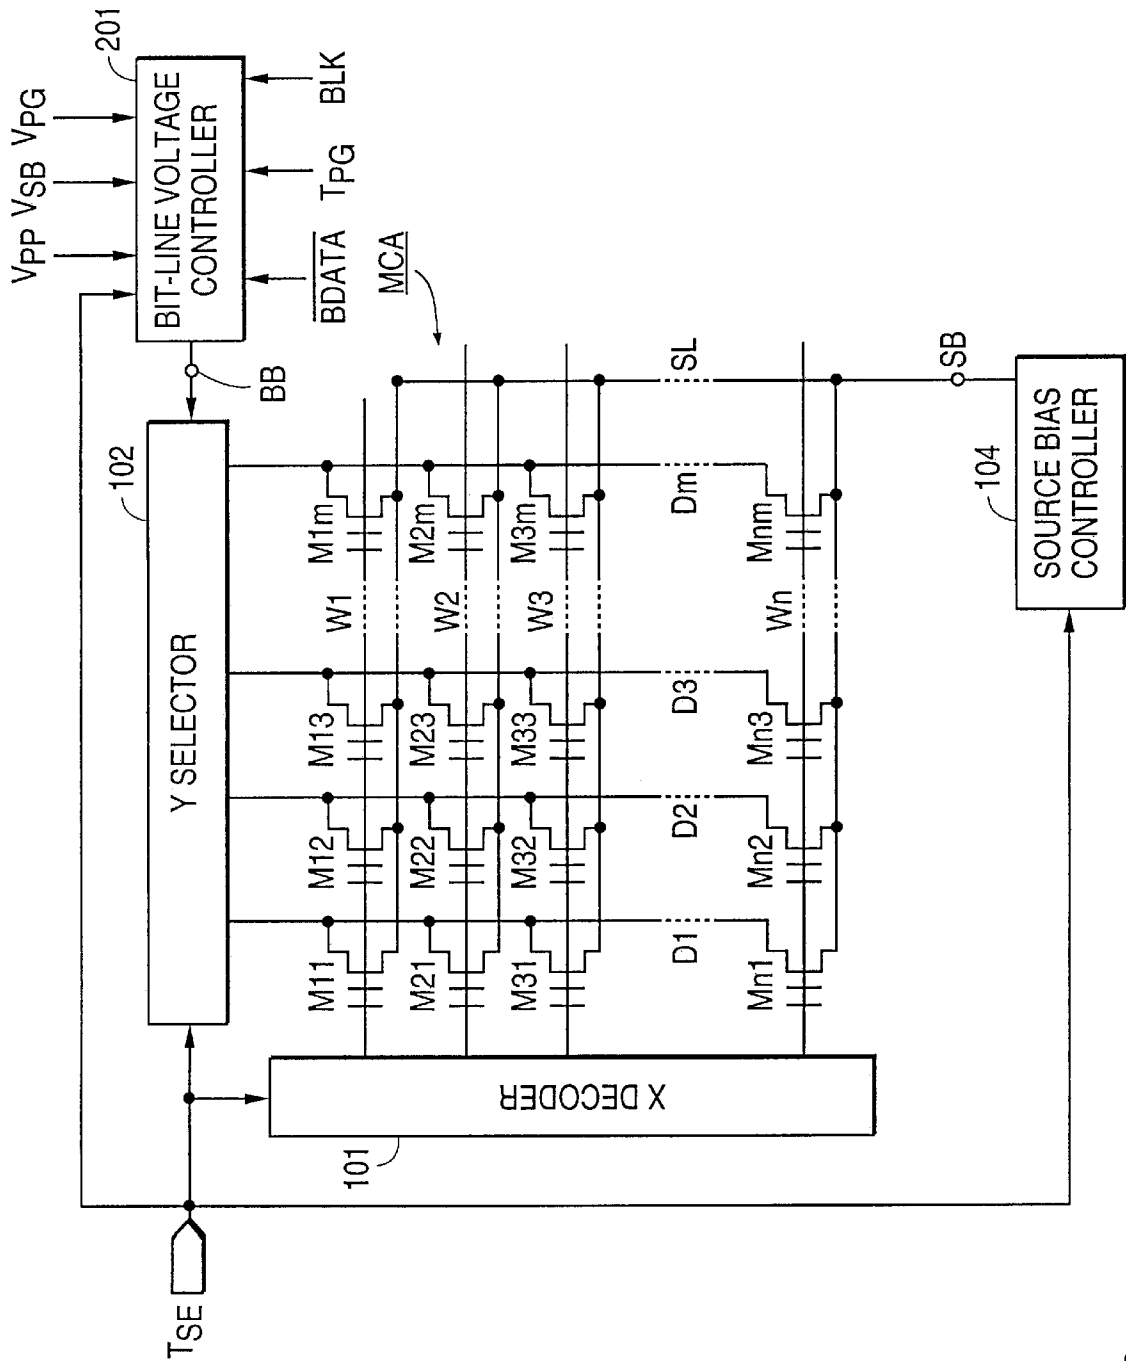 TSE
101
X DECODER
102
Y SELECTOR
BB
201
BIT-LINE VOLTAGE
CONTROLLER
VPP
VSB
VPG
BDATA
TPG
BLK
MCA
M11
M12
M13
M1m
W1
M21
M22
M23
M2m
W2
M31
M32
M33
M3m
W3
D1
D2
D3
Dm
SL
Mn1
Mn2
Mn3
Mnm
Wn
SB
104
SOURCE BIAS
CONTROLLER